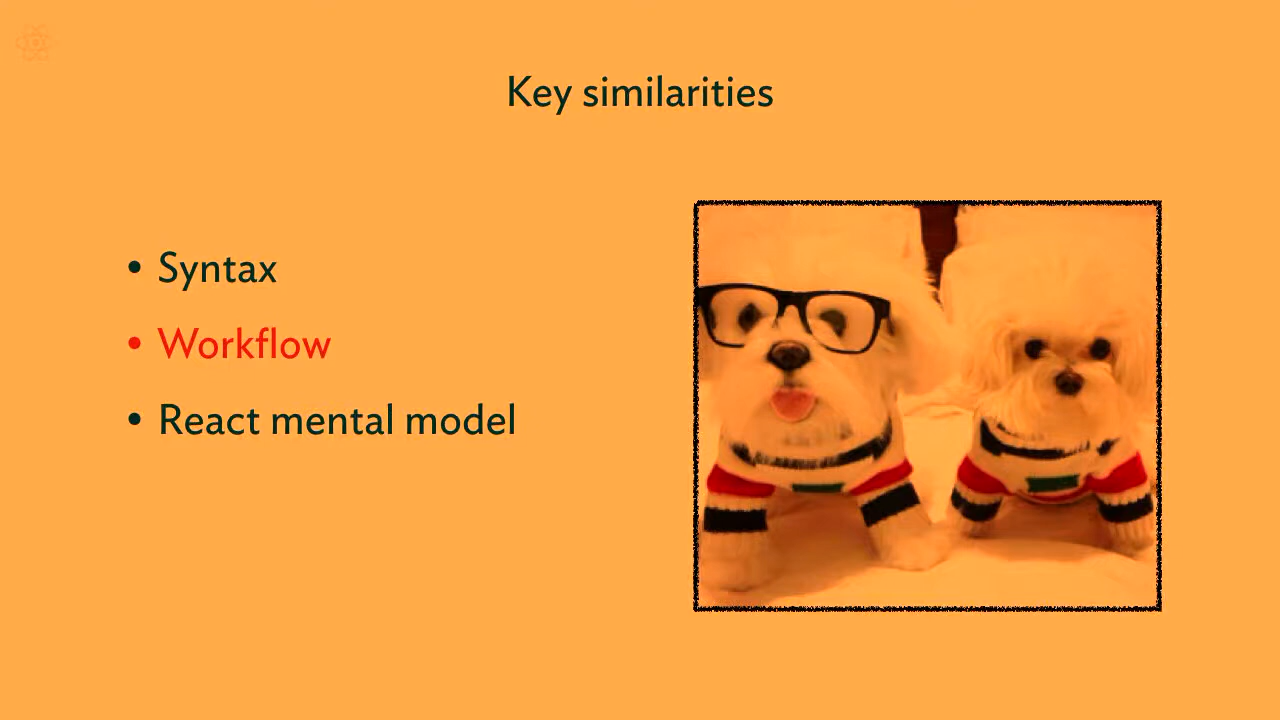 Key similarities
• Syntax
• Workflow
• React mental model